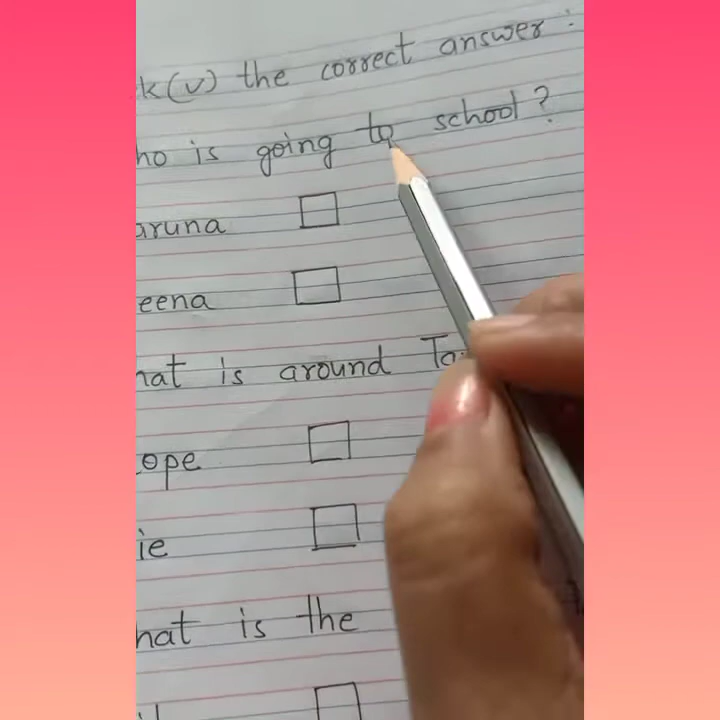 k(v) the correct answer:
ho is going to school?
aruna
eena
hat is around
ope
ie
hat is the